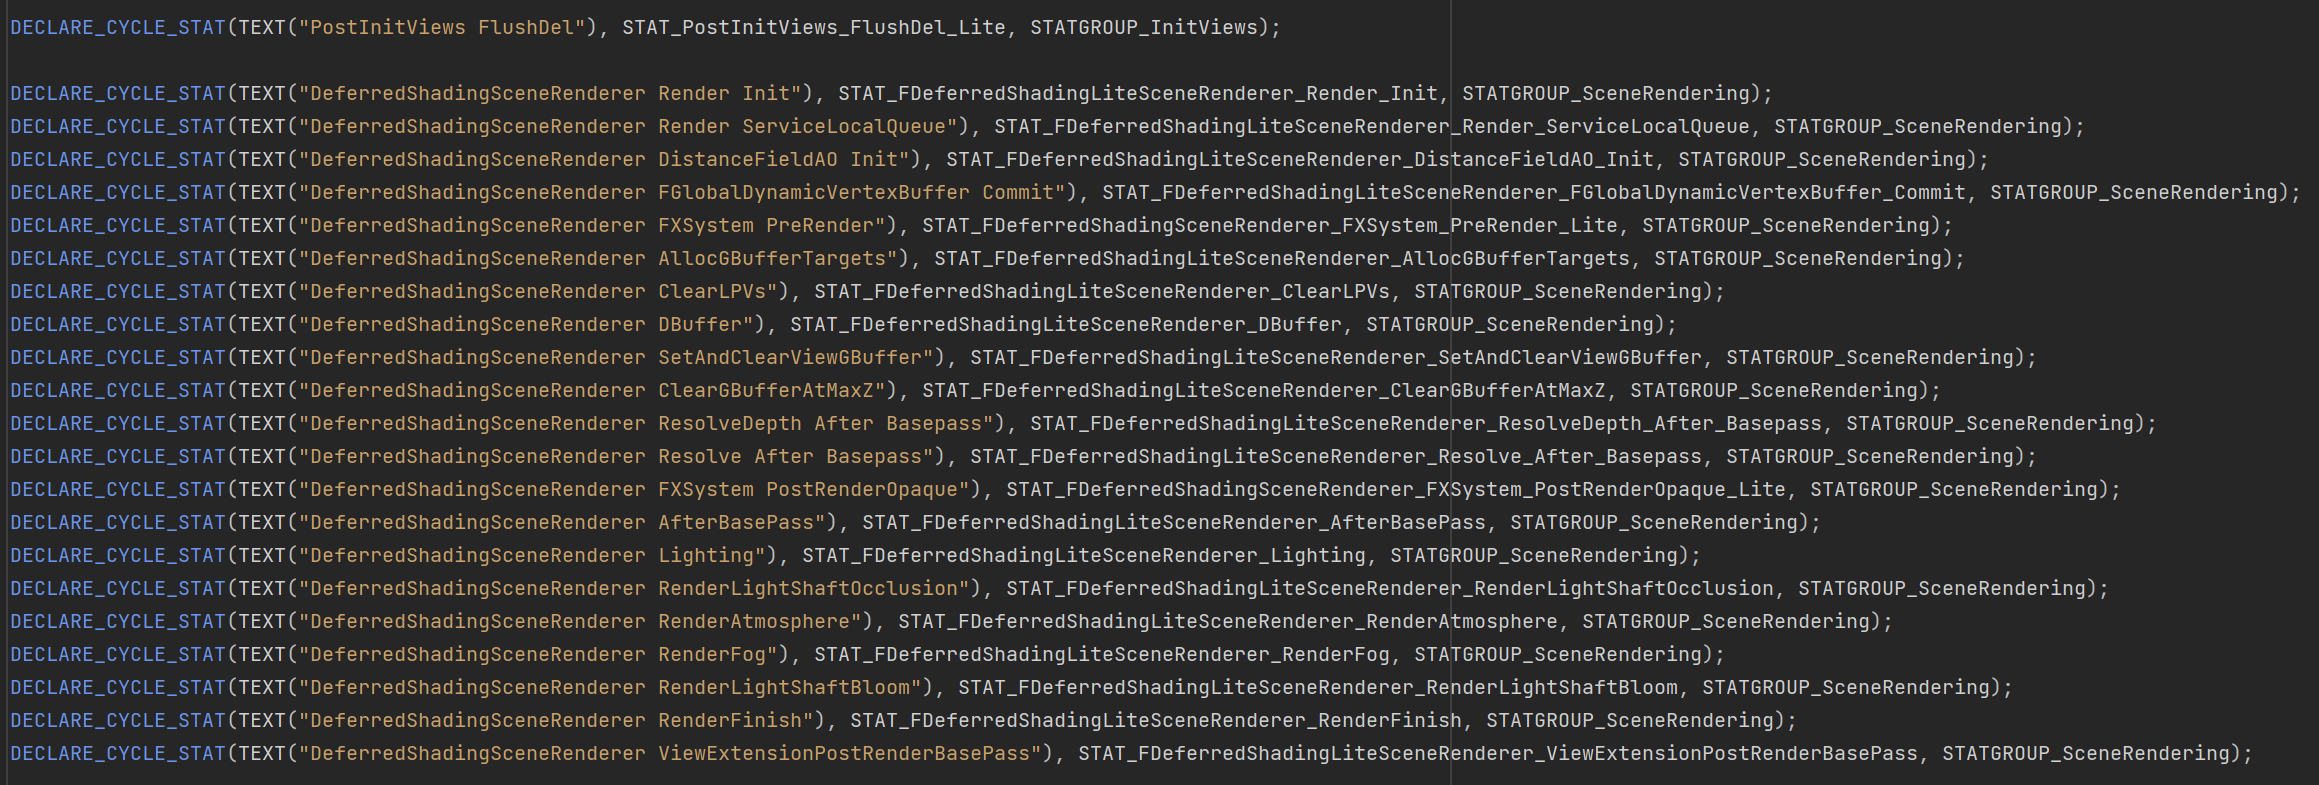 DECLARE_CYCLE_STAT(TEXT("PostInitViews FlushDel"), STAT_PostInitViews_FlushDel_Lite, STATGROUP_InitViews);
DECLARE_CYCLE_STAT(TEXT("DeferredShadingSceneRenderer Render Init"), STAT_FDeferredShadingLiteSceneRenderer_Render_Init, STATGROUP_SceneRendering);
DECLARE_CYCLE_STAT(TEXT("DeferredShadingSceneRenderer Render ServiceLocalQueue"), STAT_FDeferredShadingLiteSceneRenderer_Render_ServiceLocalQueue, STATGROUP_SceneRendering);
DECLARE_CYCLE_STAT(TEXT("DeferredShadingSceneRenderer DistanceFieldAO Init"), STAT_FDeferredShadingLiteSceneRenderer_DistanceFieldAO_Init, STATGROUP_SceneRendering);
DECLARE_CYCLE_STAT(TEXT("DeferredShadingSceneRenderer FGlobalDynamicVertexBuffer Commit"), STAT_FDeferredShadingLiteSceneRenderer_FGlobalDynamicVertexBuffer_Commit, STATGROUP_SceneRendering);
DECLARE_CYCLE_STAT(TEXT("DeferredShadingSceneRenderer FXSystem PreRender"), STAT_FDeferredShadingSceneRenderer_FXSystem_PreRender_Lite, STATGROUP_SceneRendering);
DECLARE_CYCLE_STAT(TEXT("DeferredShadingSceneRenderer AllocGBufferTargets"), STAT_FDeferredShadingLiteSceneRenderer_AllocGBufferTargets, STATGROUP_SceneRendering);
DECLARE_CYCLE_STAT(TEXT("DeferredShadingSceneRenderer ClearLPVs"), STAT_FDeferredShadingLiteSceneRenderer_ClearLPVs, STATGROUP_SceneRendering);
DECLARE_CYCLE_STAT(TEXT("DeferredShadingSceneRenderer DBuffer"), STAT_FDeferredShadingLiteSceneRenderer_DBuffer, STATGROUP_SceneRendering);
DECLARE_CYCLE_STAT(TEXT("DeferredShadingSceneRenderer SetAndClearViewGBuffer"), STAT_FDeferredShadingLiteSceneRenderer_SetAndClearViewGBuffer, STATGROUP_SceneRendering);
DECLARE_CYCLE_STAT(TEXT("DeferredShadingSceneRenderer ClearGBufferAtMaxZ"), STAT_FDeferredShadingLiteSceneRenderer_ClearGBufferAtMaxZ, STATGROUP_SceneRendering);
DECLARE_CYCLE_STAT(TEXT("DeferredShadingSceneRenderer ResolveDepth After Basepass"), STAT_FDeferredShadingLiteSceneRenderer_ResolveDepth_After_Basepass, STATGROUP_SceneRendering);
DECLARE_CYCLE_STAT(TEXT("DeferredShadingSceneRenderer Resolve After Basepass"), STAT_FDeferredShadingLiteSceneRenderer_Resolve_After_Basepass, STATGROUP_SceneRendering);
DECLARE_CYCLE_STAT(TEXT("DeferredShadingSceneRenderer FXSystem PostRenderOpaque"), STAT_FDeferredShadingSceneRenderer_FXSystem_PostRenderOpaque_Lite, STATGROUP_SceneRendering);
DECLARE_CYCLE_STAT(TEXT("DeferredShadingSceneRenderer AfterBasePass"), STAT_FDeferredShadingLiteSceneRenderer_AfterBasePass, STATGROUP_SceneRendering);
DECLARE_CYCLE_STAT(TEXT("DeferredShadingSceneRenderer Lighting"), STAT_FDeferredShadingLiteSceneRenderer_Lighting, STATGROUP_SceneRendering);
DECLARE_CYCLE_STAT(TEXT("DeferredShadingSceneRenderer RenderLightShaftOcclusion"), STAT_FDeferredShadingLiteSceneRenderer_RenderLightShaftOcclusion, STATGROUP_SceneRendering);
DECLARE_CYCLE_STAT(TEXT("DeferredShadingSceneRenderer RenderAtmosphere"), STAT_FDeferredShadingLiteSceneRenderer_RenderAtmosphere, STATGROUP_SceneRendering);
DECLARE_CYCLE_STAT(TEXT("DeferredShadingSceneRenderer RenderFog"), STAT_FDeferredShadingLiteSceneRenderer_RenderFog, STATGROUP_SceneRendering);
DECLARE_CYCLE_STAT(TEXT("DeferredShadingSceneRenderer RenderLightShaftBloom"), STAT_FDeferredShadingLiteSceneRenderer_RenderLightShaftBloom, STATGROUP_SceneRendering);
DECLARE_CYCLE_STAT(TEXT("DeferredShadingSceneRenderer RenderFinish"), STAT_FDeferredShadingLiteSceneRenderer_RenderFinish, STATGROUP_SceneRendering);
DECLARE_CYCLE_STAT(TEXT("DeferredShadingSceneRenderer ViewExtensionPostRenderBasePass"), STAT_FDeferredShadingLiteSceneRenderer_ViewExtensionPostRenderBasePass, STATGROUP_SceneRendering);